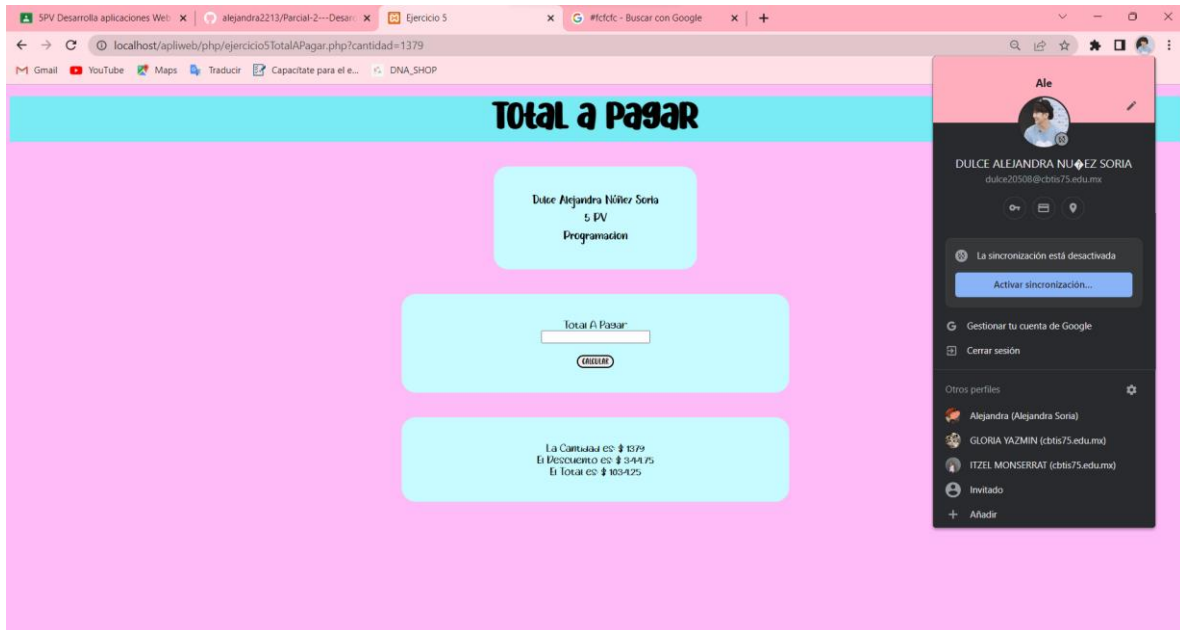 5PV Desarrolla aplicaciones Web
alejandra2213/Parcial-2---Desarr
Ejercicio 5
#fcfcfc - Buscar con Google
localhost/apliweb/php/ejercicio5TotalAPagar.php?cantidad=1379
Gmail YouTube Maps Traducir Capacitate para el e... DNA_SHOP
Total a Pagar
Dulce Alejandra Núñez Soria
5 PV
Programacion
Total A Pagar
CALCULAR
La Cantidad es: $ 1379
El Descuento es: $ 344.75
El Total es: $ 1034.25
Ale
DULCE ALEJANDRA NU�EZ SORIA
dulce20508@cbtis75.edu.mx
La sincronización está desactivada
Activar sincronización...
Gestionar tu cuenta de Google
Cerrar sesión
Otros perfiles
Alejandra (Alejandra Soria)
GLORIA YAZMIN (cbtis75.edu.mx)
ITZEL MONSERRAT (cbtis75.edu.mx)
Invitado
Añadir